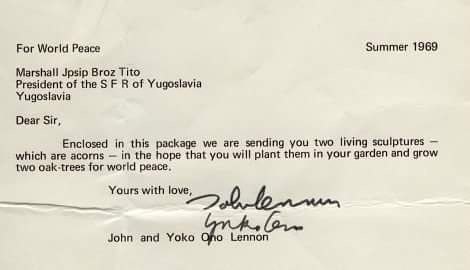 For World Peace Summer 1969
Marshall Jpsip Broz Tito
President of the S F R of Yugoslavia
Yugoslavia
Dear Sir,
Enclosed in this package we are sending you two living sculptures –
which are acorns – in the hope that you will plant them in your garden and grow
two oak-trees for world peace.
Yours with love,
John Lennon
Yoko Ono
John and Yoko Ono Lennon